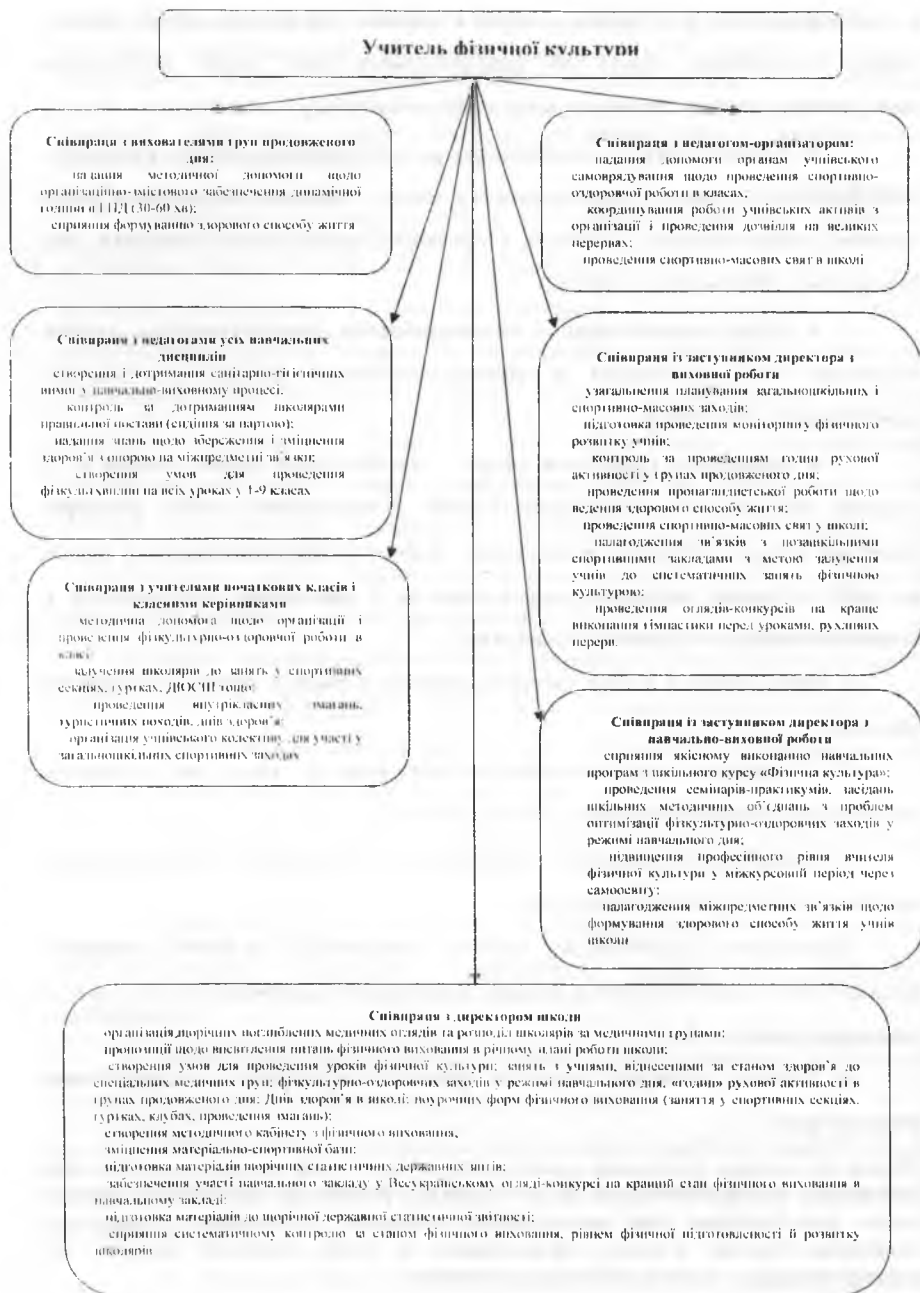 Учитель фізичної культури
Співпраця з вихователями груп продовженого
дня:
надання методичної допомоги щодо
організаційно-змістового забезпечення динамічної
години в ГПД (30-60 хв);
сприяння формуванню здорового способу життя
Співпраця з педагогом-організатором:
надання допомоги органам учнівського
самоврядування щодо проведення спортивно-
оздоровчої роботи в класах;
координування роботи учнівських активів з
організації і проведення дозвілля на великих
перервах;
проведення спортивно-масових свят в школі
Співпраця з педагогами усіх навчальних
дисциплін
створення і дотримання санітарно-гігієнічних
вимог у навчально-виховному процесі;
контроль за дотриманням школярами
правильної постави (сидіння за партою);
надання знань щодо збереження і зміцнення
здоров'я з опорою на міжпредметні зв'язки;
створення умов для проведення
фізкультхвилин на всіх уроках у 1-9 класах
Співпраця із заступником директора з
виховної роботи
узагальнення планування загальношкільних і
спортивно-масових заходів;
підготовка проведення моніторингу фізичного
розвитку учнів;
контроль за проведенням годин рухової
активності у групах продовженого дня;
проведення пропагандистської роботи щодо
ведення здорового способу життя;
проведення спортивно-масових свят у школі;
налагодження зв'язків з позашкільними
спортивними закладами з метою залучення
учнів до систематичних занять фізичною
культурою;
проведення оглядів-конкурсів на краще
виконання гімнастики перед уроками, рухливих
перерв.
Співпраця з учителями початкових класів і
класними керівниками
методична допомога щодо організації і
проведення фізкультурно-оздоровчої роботи в
класі
залучення школярів до занять у спортивних
секціях, гуртках, ДЮСШ тощо;
проведення внутрікласних змагань,
туристичних походів, днів здоров'я;
організація учнівського колективу для участі у
загальношкільних спортивних заходах
Співпраця із заступником директора з
навчально-виховної роботи
сприяння якісному виконанню навчальних
програм з шкільного курсу «Фізична культура»;
проведення семінарів-практикумів, засідань
шкільних методичних об'єднань з проблем
оптимізації фізкультурно-оздоровчих заходів у
режимі навчального дня;
підвищення професійного рівня вчителя
фізичної культури у міжкурсовий період через
самоосвіту;
налагодження міжпредметних зв'язків щодо
формування здорового способу життя учнів
школи
Співпраця з директором школи
організація щорічних поглиблених медичних оглядів та розподіл школярів за медичними групами;
пропозиції щодо висвітлення питань фізичного виховання в річному плані роботи школи;
створення умов для проведення уроків фізичної культури; занять з учнями, віднесеними за станом здоров'я до
спеціальних медичних груп; фізкультурно-оздоровчих заходів у режимі навчального дня, «годин» рухової активності в
групах продовженого дня; Днів здоров'я в школі; поурочних форм фізичного виховання (заняття у спортивних секціях,
гуртках, клубах, проведення змагань);
створення методичного кабінету з фізичного виховання,
зміцнення матеріально-спортивної бази;
підготовка матеріалів щорічних статистичних державних звітів;
забезпечення участі навчального закладу у Всеукраїнському огляді-конкурсі на кращий стан фізичного виховання в
навчальному закладі;
підготовка матеріалів до щорічної державної статистичної звітності;
сприяння систематичному контролю за станом фізичного виховання, рівнем фізичної підготовленості й розвитку
школярів